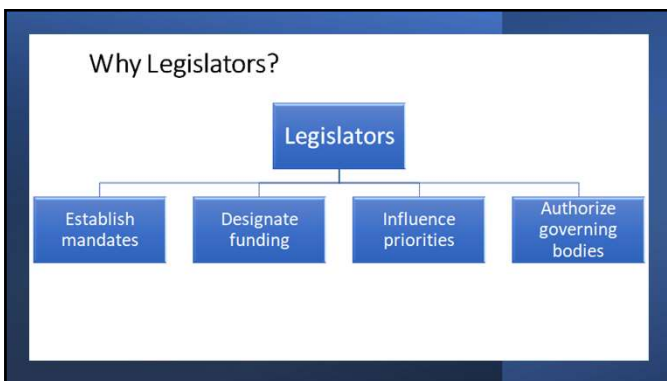 Why Legislators?
Legislators
Establish
mandates
Designate
funding
Influence
priorities
Authorize
governing
bodies